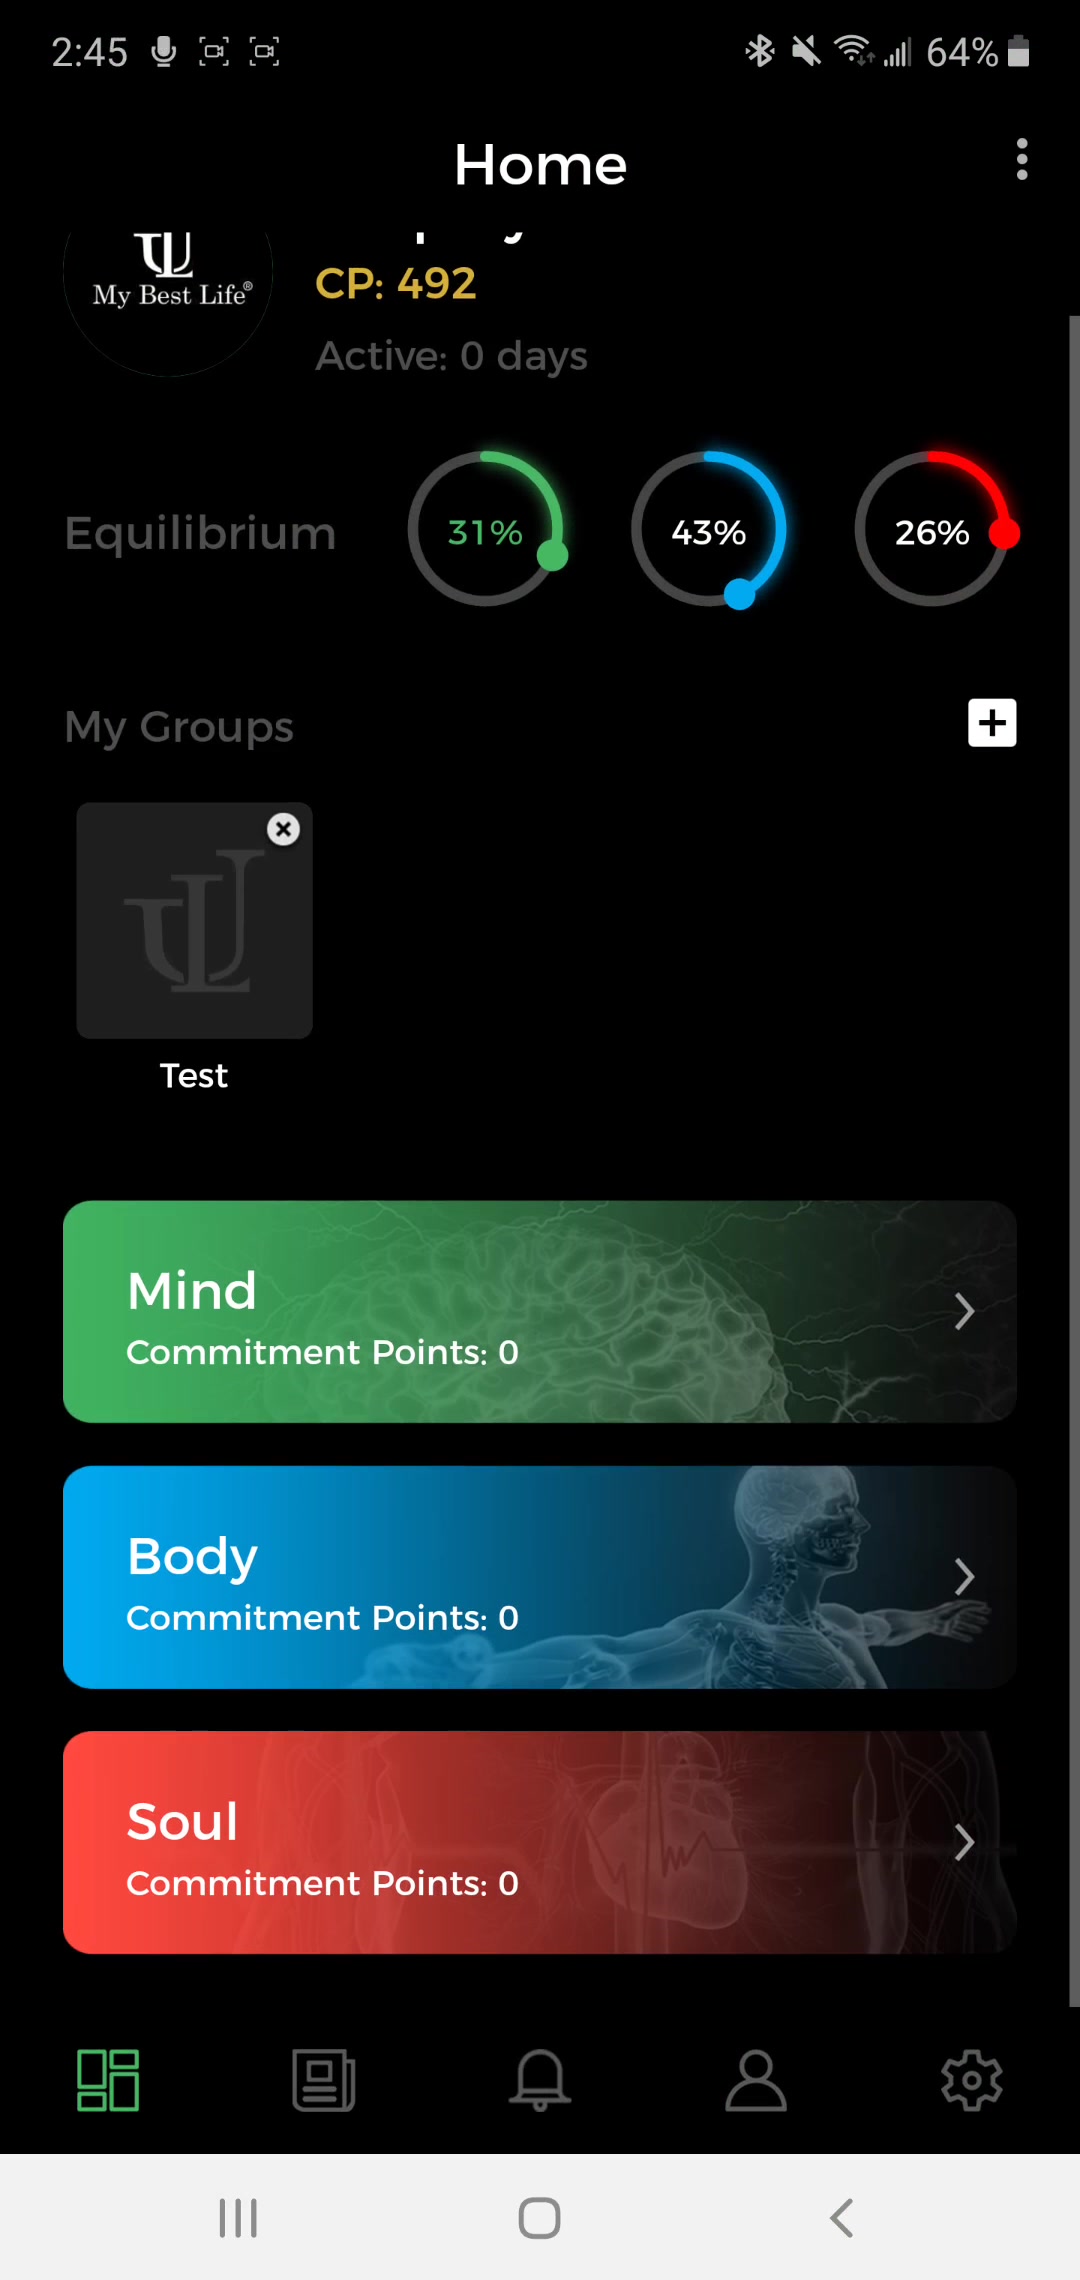 2:45
64%
Home
My Best Life®
CP: 492
Active: 0 days
Equilibrium
31%
43%
26%
My Groups
Test
Mind
Commitment Points: 0
Body
Commitment Points: 0
Soul
Commitment Points: 0